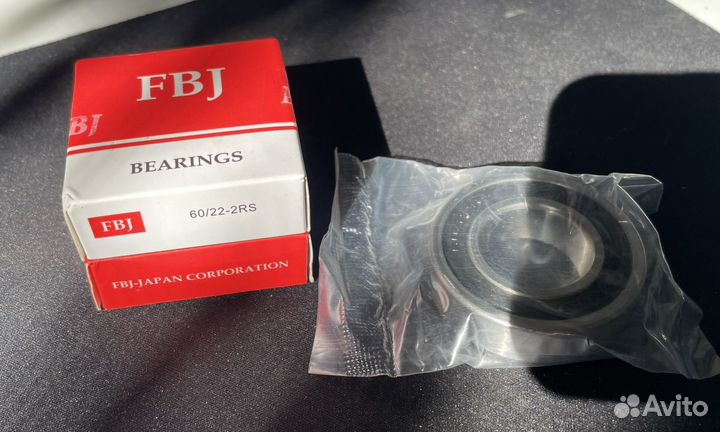 FBJ
BJ
BEARINGS
FBJ
60/22-2RS
FBJ-JAPAN CORPORATION
Avito